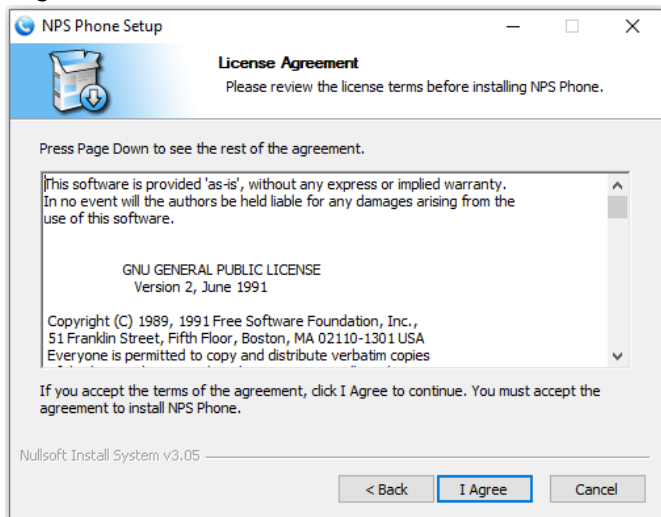 NPS Phone Setup
License Agreement
Please review the license terms before installing NPS Phone.
Press Page Down to see the rest of the agreement.
This software is provided 'as-is', without any express or implied warranty.
In no event will the authors be held liable for any damages arising from the
use of this software.
GNU GENERAL PUBLIC LICENSE
Version 2, June 1991
Copyright (C) 1989, 1991 Free Software Foundation, Inc.,
51 Franklin Street, Fifth Floor, Boston, MA 02110-1301 USA
Everyone is permitted to copy and distribute verbatim copies
If you accept the terms of the agreement, click I Agree to continue. You must accept the
agreement to install NPS Phone.
Nullsoft Install System v3.05
< Back I Agree Cancel